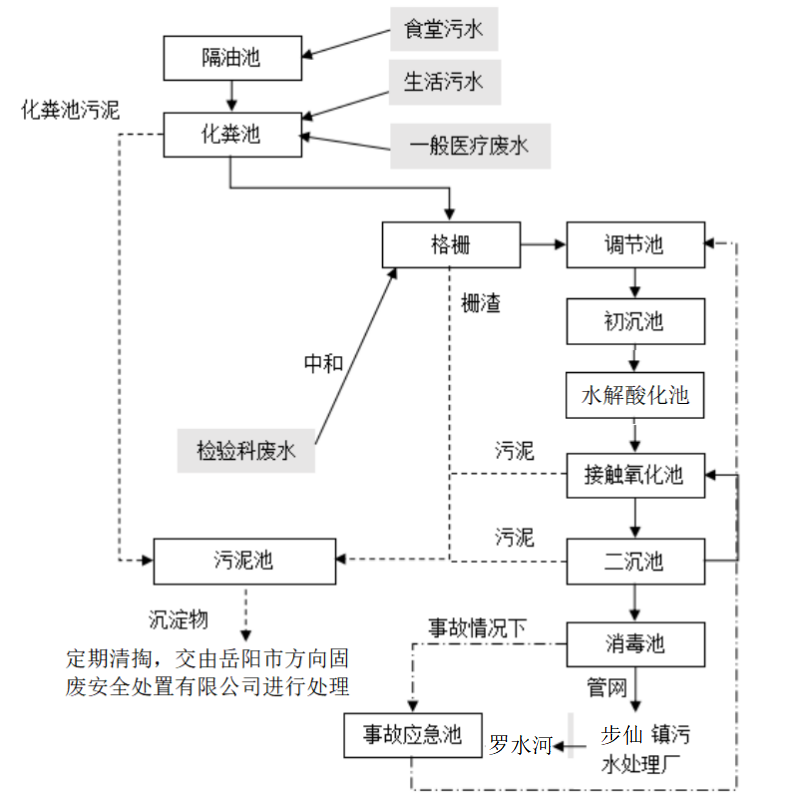 食堂污水
隔油池
生活污水
化粪池污泥
化粪池
一般医疗废水
格栅
调节池
栅渣
初沉池
中和
水解酸化池
检验科废水
污泥
接触氧化池
污泥
污泥池
二沉池
沉淀物
事故情况下
消毒池
定期清掏，交由岳阳市方向固
废安全处置有限公司进行处理
管网
事故应急池
罗水河
步仙 镇污
水处理厂